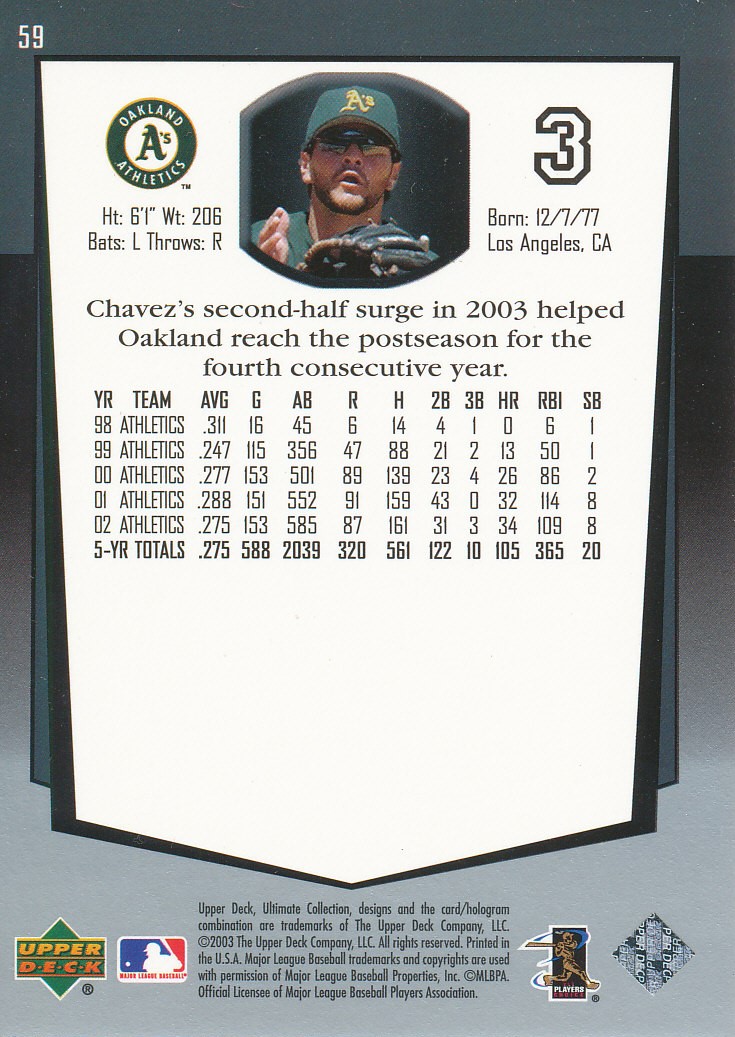 59
OAKLAND
A's
ATHLETICS
TM
A's
3
Ht: 6'1" Wt: 206
Bats: L Throws: R
Born: 12/7/77
Los Angeles, CA
Chavez's second-half surge in 2003 helped
Oakland reach the postseason for the
fourth consecutive year.
YR TEAM AVG G AB R H 2B 3B HR RBI SB
98 ATHLETICS .311 16 45 6 14 4 1 0 6 1
99 ATHLETICS .247 115 356 47 88 21 2 13 50 1
00 ATHLETICS .277 153 501 89 139 23 4 26 86 2
01 ATHLETICS .288 151 552 91 159 43 0 32 114 8
02 ATHLETICS .275 153 585 87 161 31 3 34 109 8
5-YR TOTALS .275 588 2039 320 561 122 10 105 365 20
Upper Deck, Ultimate Collection, designs and the card/hologram
combination are trademarks of The Upper Deck Company, LLC.
©2003 The Upper Deck Company, LLC. All rights reserved. Printed in
the U.S.A. Major League Baseball trademarks and copyrights are used
with permission of Major League Baseball Properties, Inc. ©MLBPA.
Official Licensee of Major League Baseball Players Association.
UPPER
D·E·C·K
®
MAJOR LEAGUE BASEBALL
PLAYERS
CHOICE
®